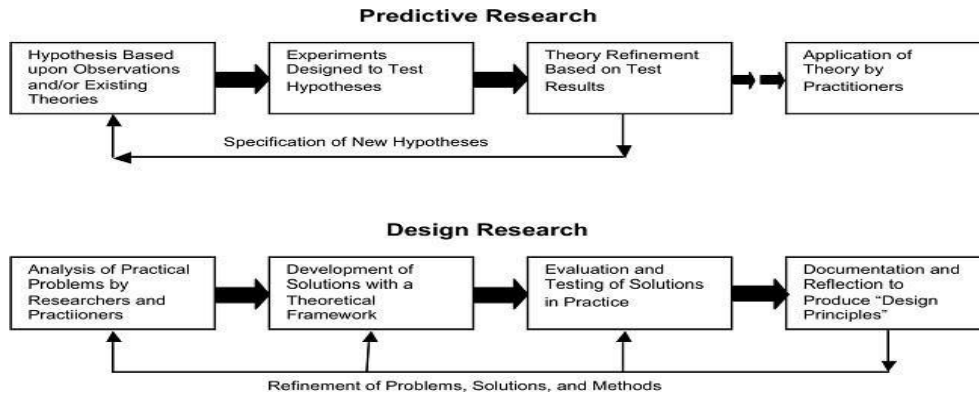 Predictive Research
Hypothesis Based
upon Observations
and/or Existing
Theories
Experiments
Designed to Test
Hypotheses
Theory Refinement
Based on Test
Results
Application of
Theory by
Practitioners
Specification of New Hypotheses
Design Research
Analysis of Practical
Problems by
Researchers and
Practiioners
Development of
Solutions with a
Theoretical
Framework
Evaluation and
Testing of Solutions
in Practice
Documentation and
Reflection to
Produce “Design
Principles”
Refinement of Problems, Solutions, and Methods